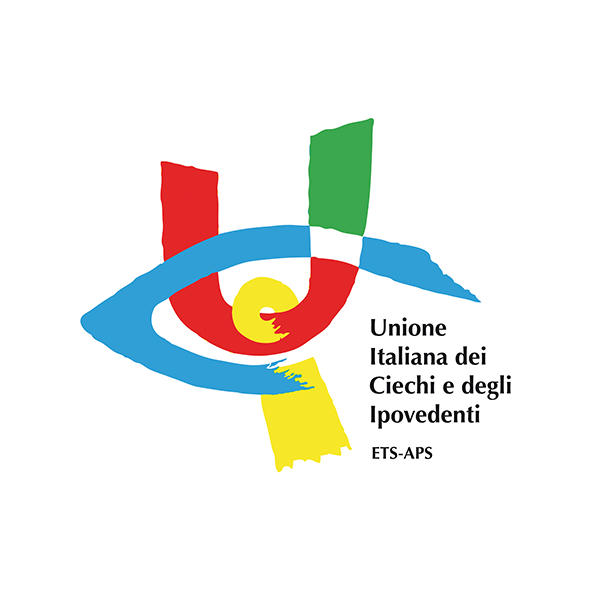 Unione
Italiana dei
Ciechi e degli
Ipovedenti
ETS-APS